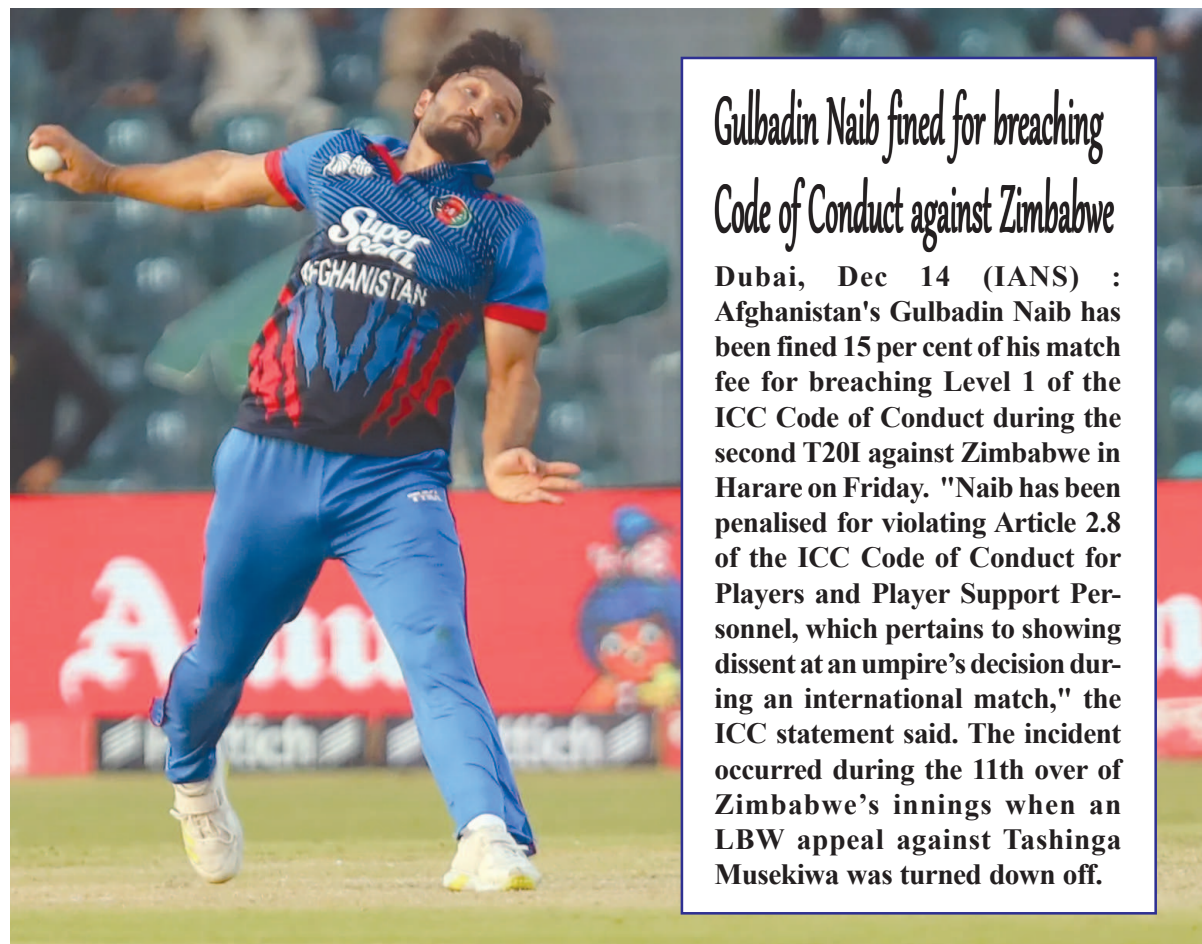 CUP
Super
Cola
AFGHANISTAN
Gulbadin Naib fined for breaching
Code of Conduct against Zimbabwe
Dubai, Dec 14 (IANS) :
Afghanistan's Gulbadin Naib has
been fined 15 per cent of his match
fee for breaching Level 1 of the
ICC Code of Conduct during the
second T20I against Zimbabwe in
Harare on Friday. "Naib has been
penalised for violating Article 2.8
of the ICC Code of Conduct for
Players and Player Support Per-
sonnel, which pertains to showing
dissent at an umpire’s decision dur-
ing an international match," the
ICC statement said. The incident
occurred during the 11th over of
Zimbabwe’s innings when an
LBW appeal against Tashinga
Musekiwa was turned down off.